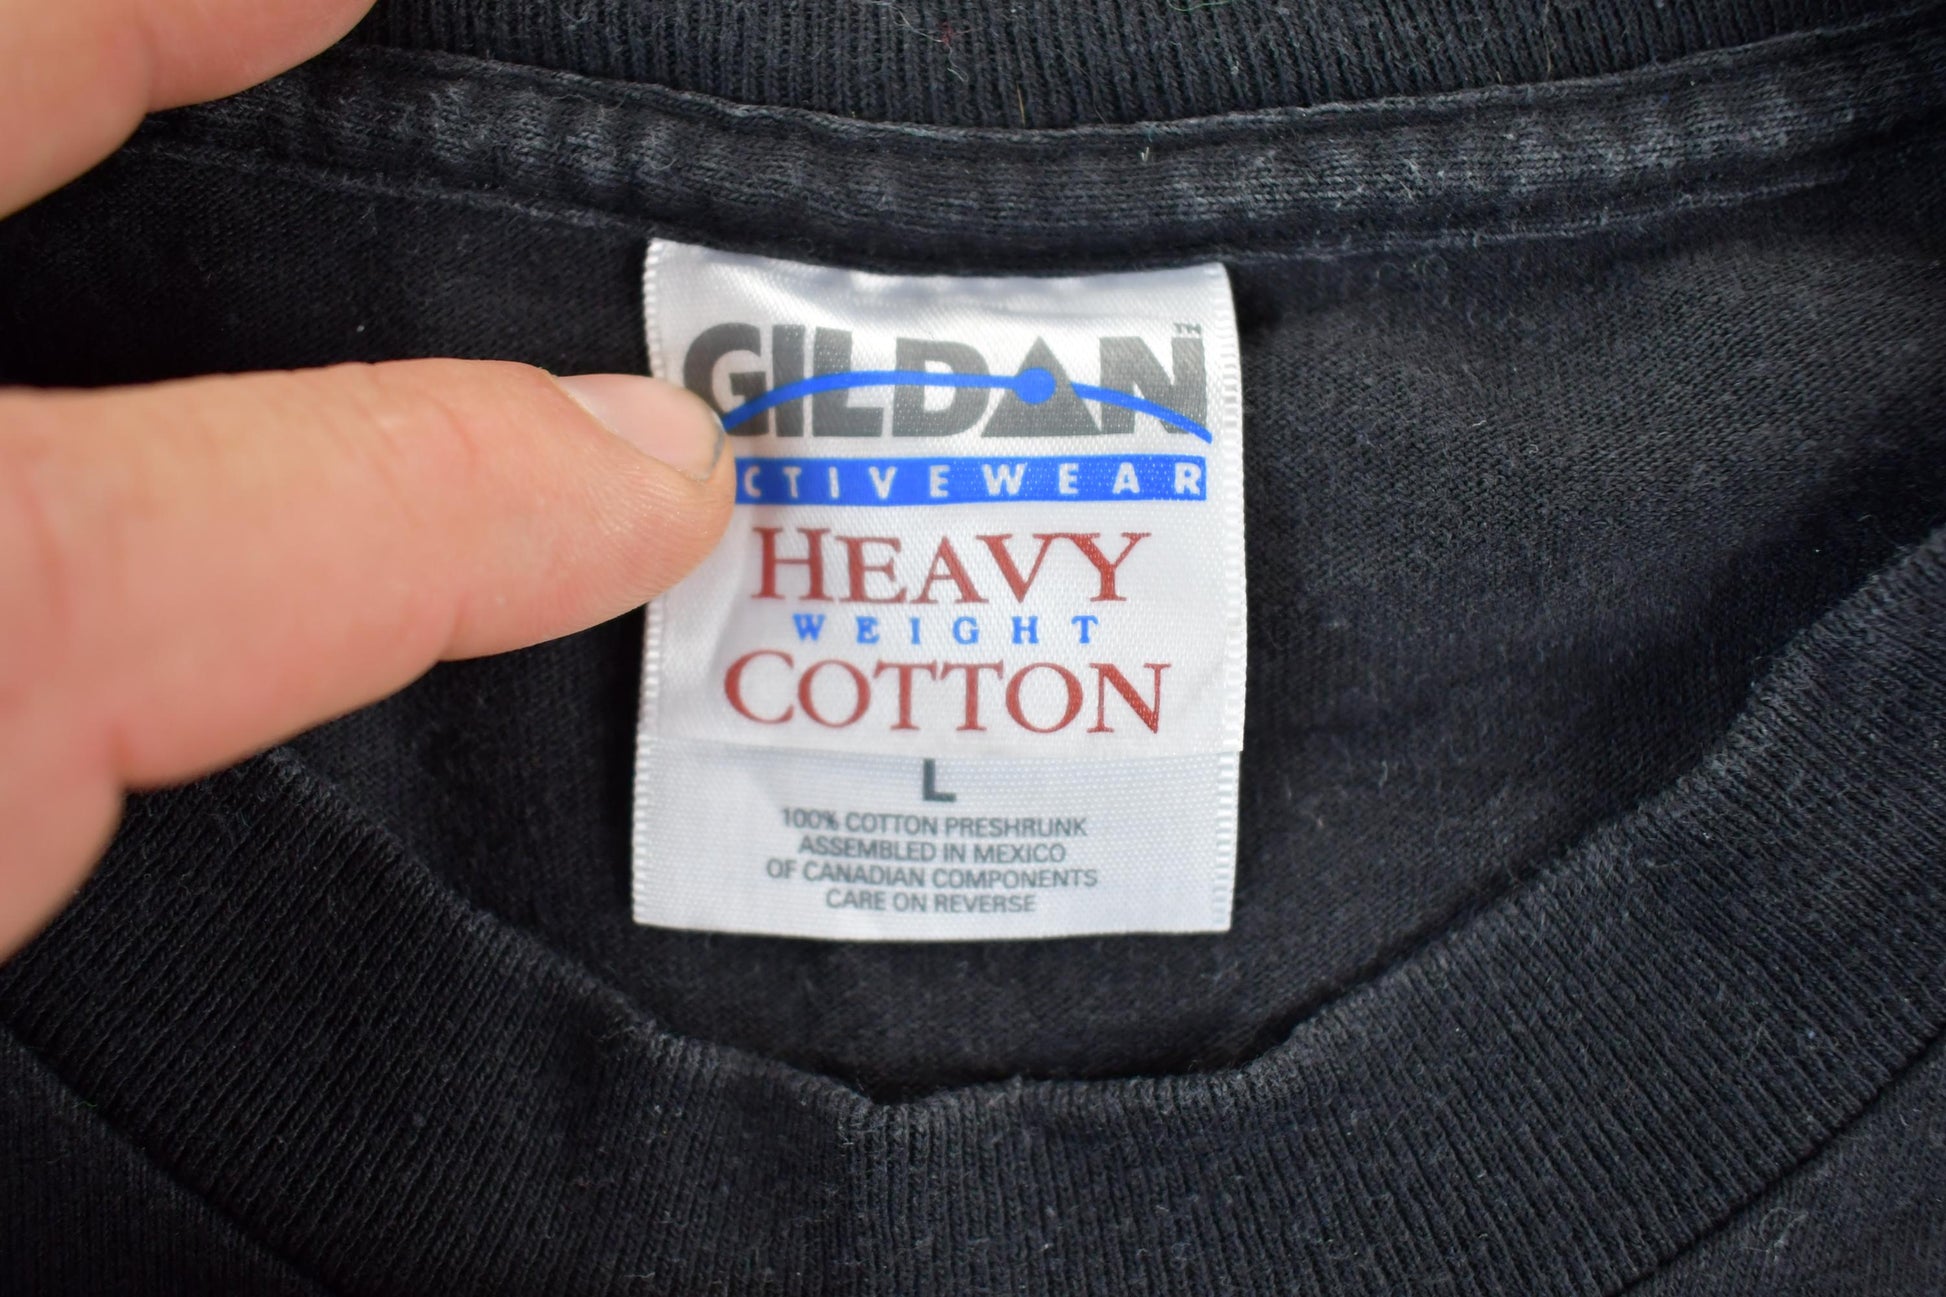 GILDAN™
CTIVEWEAR
HEAVY
WEIGHT
COTTON
L
100% COTTON PRESHRUNK
ASSEMBLED IN MEXICO
OF CANADIAN COMPONENTS
CARE ON REVERSE